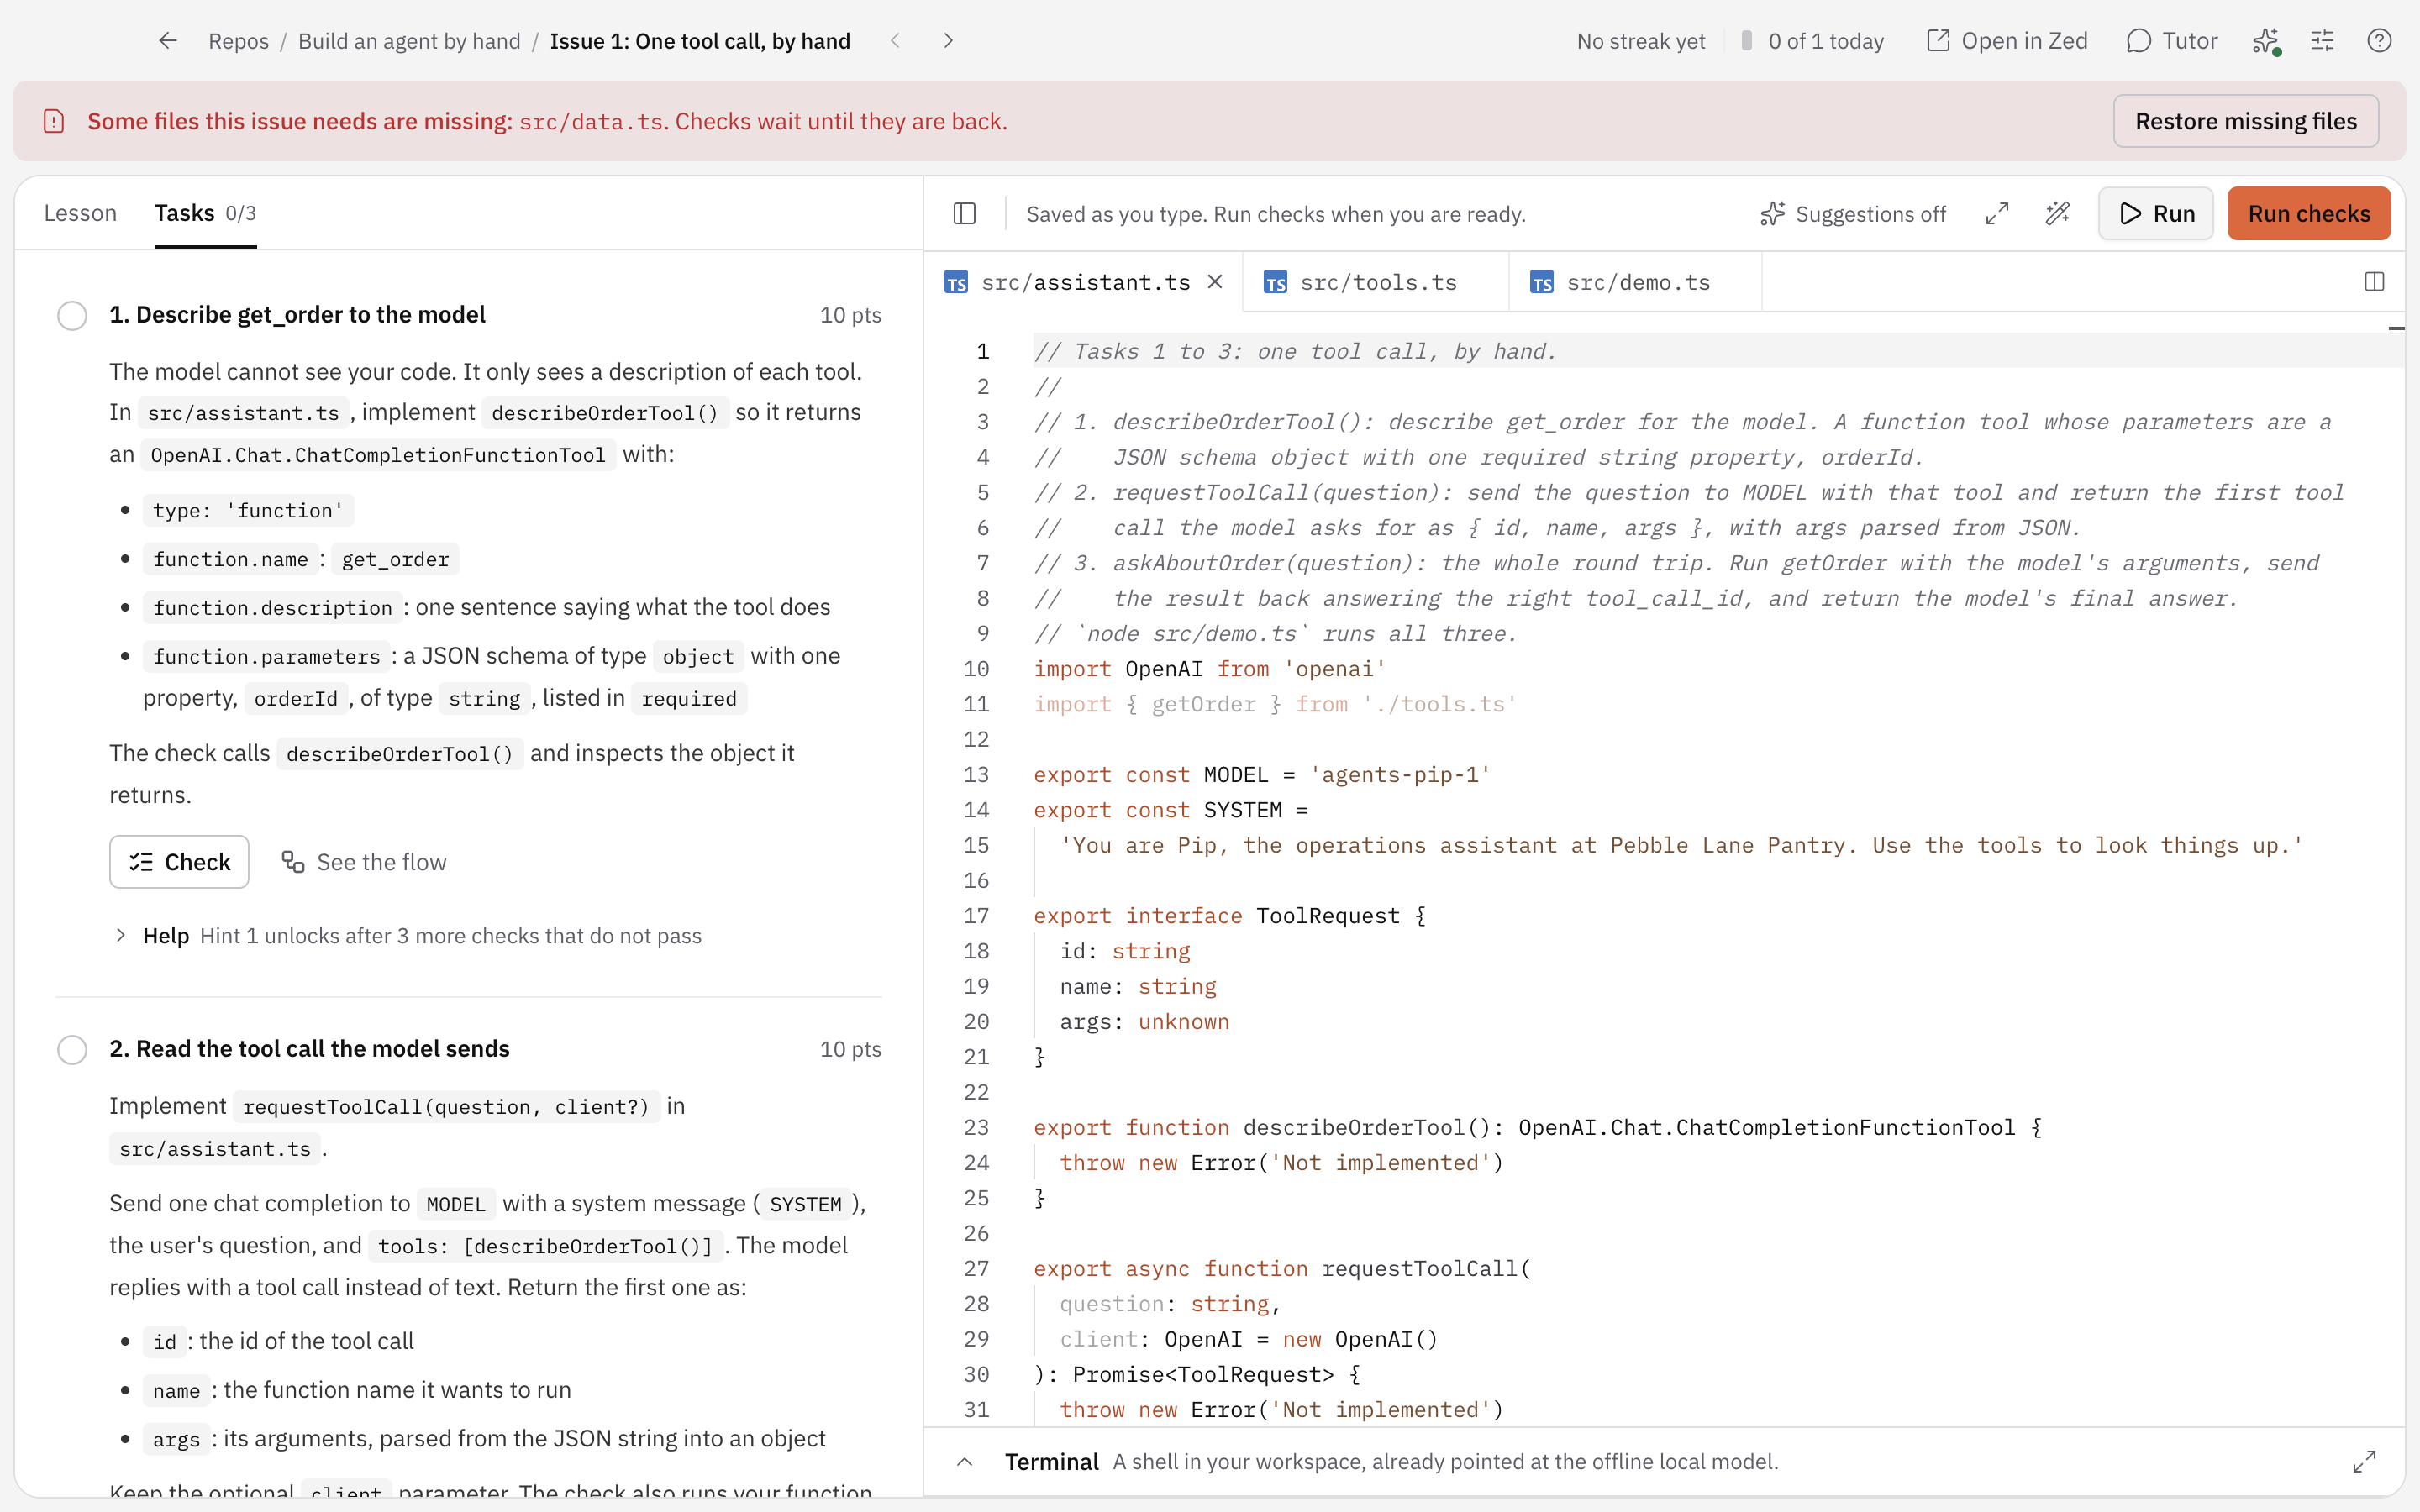 Repos / Build an agent by hand / Issue 1: One tool call, by hand
No streak yet 0 of 1 today Open in Zed Tutor
Some files this issue needs are missing: src/data.ts. Checks wait until they are back.
Restore missing files
Lesson Tasks 0/3
1. Describe get_order to the model 10 pts
The model cannot see your code. It only sees a description of each tool.
In src/assistant.ts, implement describeOrderTool() so it returns
an OpenAI.Chat.ChatCompletionFunctionTool with:
• type: 'function'
• function.name: get_order
• function.description: one sentence saying what the tool does
• function.parameters: a JSON schema of type object with one
property, orderId, of type string, listed in required
The check calls describeOrderTool() and inspects the object it
returns.
Check See the flow
Help Hint 1 unlocks after 3 more checks that do not pass
2. Read the tool call the model sends 10 pts
Implement requestToolCall(question, client?) in
src/assistant.ts.
Send one chat completion to MODEL with a system message (SYSTEM),
the user's question, and tools: [describeOrderTool()]. The model
replies with a tool call instead of text. Return the first one as:
• id: the id of the tool call
• name: the function name it wants to run
• args: its arguments, parsed from the JSON string into an object
Keep the optional client parameter. The check also runs your function
Saved as you type. Run checks when you are ready.
Suggestions off Run Run checks
TS src/assistant.ts TS src/tools.ts TS src/demo.ts
1 // Tasks 1 to 3: one tool call, by hand.
2 //
3 // 1. describeOrderTool(): describe get_order for the model. A function tool whose parameters are a
4 //    JSON schema object with one required string property, orderId.
5 // 2. requestToolCall(question): send the question to MODEL with that tool and return the first tool
6 //    call the model asks for as { id, name, args }, with args parsed from JSON.
7 // 3. askAboutOrder(question): the whole round trip. Run getOrder with the model's arguments, send
8 //    the result back answering the right tool_call_id, and return the model's final answer.
9 // `node src/demo.ts` runs all three.
10 import OpenAI from 'openai'
11 import { getOrder } from './tools.ts'
12
13 export const MODEL = 'agents-pip-1'
14 export const SYSTEM =
15   'You are Pip, the operations assistant at Pebble Lane Pantry. Use the tools to look things up.'
16
17 export interface ToolRequest {
18   id: string
19   name: string
20   args: unknown
21 }
22
23 export function describeOrderTool(): OpenAI.Chat.ChatCompletionFunctionTool {
24   throw new Error('Not implemented')
25 }
26
27 export async function requestToolCall(
28   question: string,
29   client: OpenAI = new OpenAI()
30 ): Promise<ToolRequest> {
31   throw new Error('Not implemented')
Terminal A shell in your workspace, already pointed at the offline local model.